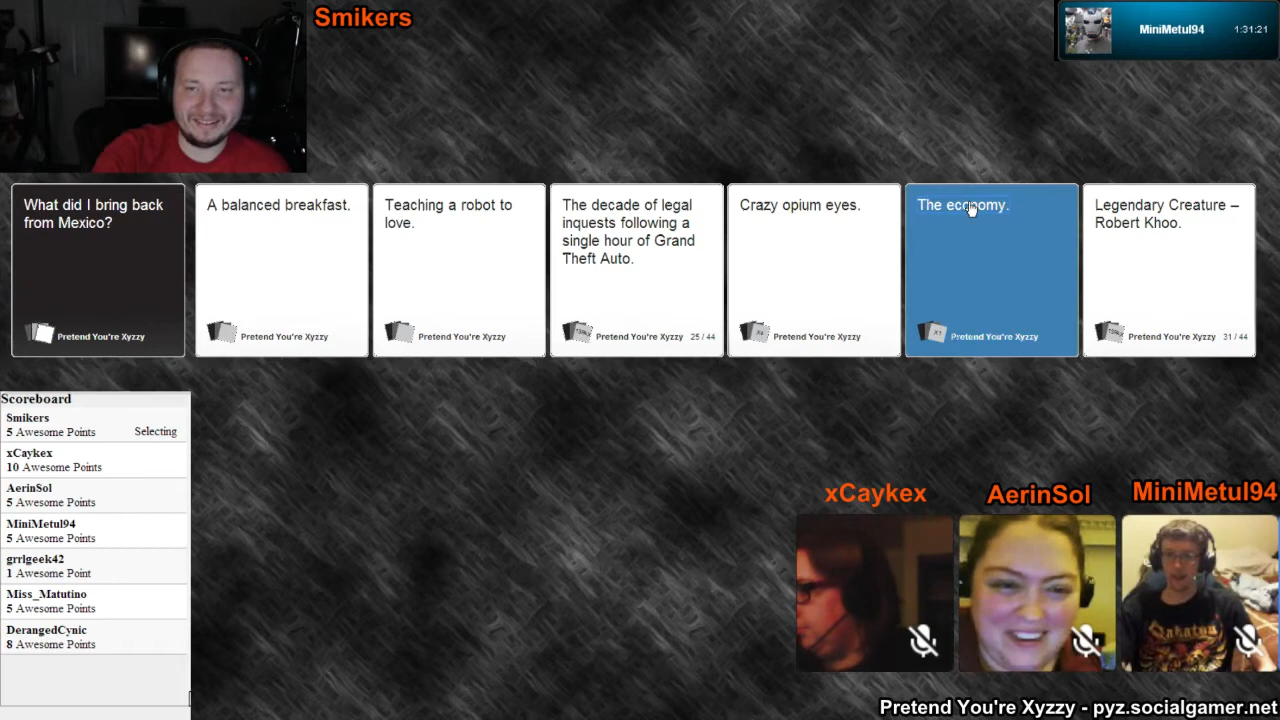 Smikers
MiniMetul94
1:31:21
What did I bring back
from Mexico?
Pretend You're Xyzzy
A balanced breakfast.
Pretend You're Xyzzy
Teaching a robot to
love.
Pretend You're Xyzzy
The decade of legal
inquests following a
single hour of Grand
Theft Auto.
Pretend You're Xyzzy 25 / 44
Crazy opium eyes.
Pretend You're Xyzzy
The economy.
Pretend You're Xyzzy
Legendary Creature –
Robert Khoo.
Pretend You're Xyzzy 31 / 44
Scoreboard
Smikers
5 Awesome Points Selecting
xCaykex
10 Awesome Points
AerinSol
5 Awesome Points
MiniMetul94
5 Awesome Points
grrlgeek42
1 Awesome Point
Miss_Matutino
5 Awesome Points
DerangedCynic
8 Awesome Points
xCaykex
AerinSol
MiniMetul94
Pretend You're Xyzzy - pyz.socialgamer.net